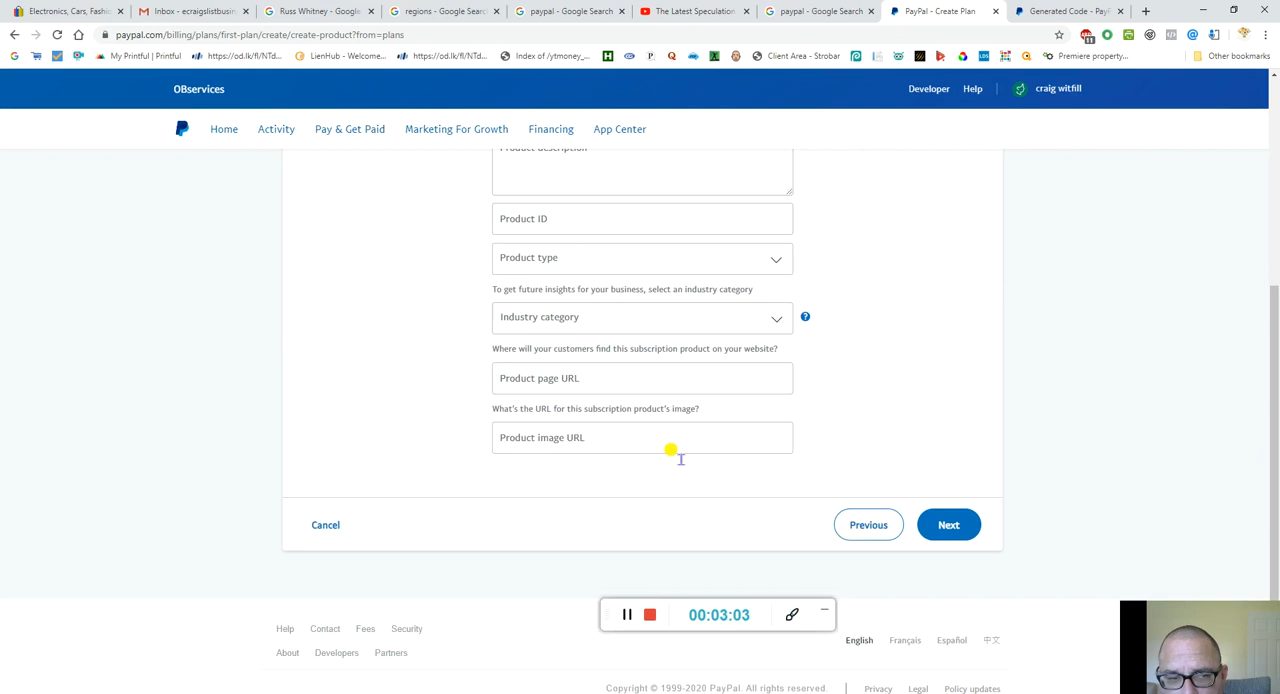 Electronics, Cars, Fashion
Inbox - ecraigslistbusin
Russ Whitney - Google
regions - Google Search
paypal - Google Search
The Latest Speculation
paypal - Google Search
PayPal - Create Plan
Generated Code - PayP
paypal.com/billing/plans/first-plan/create/create-product?from=plans
My Printful | Printful
https://od.lk/fl/NTd...
LienHub - Welcome...
https://od.lk/fl/NTd...
Index of /ytmoney_...
Client Area - Strobar
Premiere property...
Other bookmarks
OBservices
Developer Help craig witfill
Home Activity Pay & Get Paid Marketing For Growth Financing App Center
Product description
Product ID
Product type
To get future insights for your business, select an industry category
Industry category
Where will your customers find this subscription product on your website?
Product page URL
What's the URL for this subscription product's image?
Product image URL
Cancel Previous Next
00:03:03
Help Contact Fees Security
English Français Español 中文
About Developers Partners
Copyright © 1999-2020 PayPal. All rights reserved. | Privacy Legal Policy updates